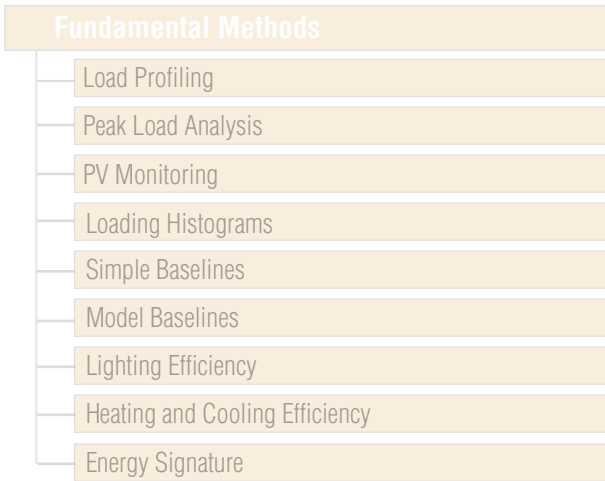 Fundamental Methods
Load Profiling
Peak Load Analysis
PV Monitoring
Loading Histograms
Simple Baselines
Model Baselines
Lighting Efficiency
Heating and Cooling Efficiency
Energy Signature